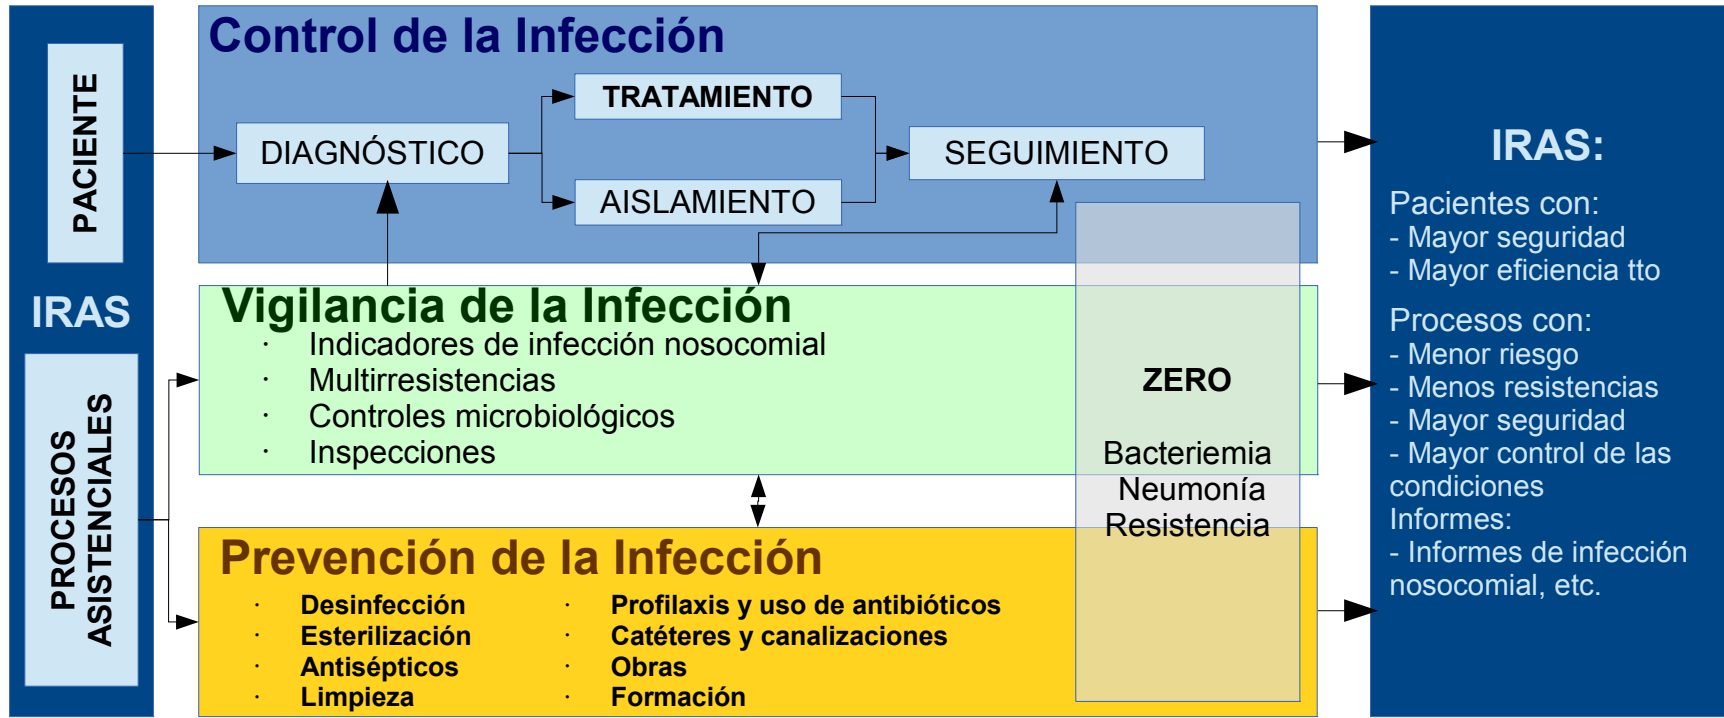 PACIENTE
IRAS
PROCESOS
ASISTENCIALES
Control de la Infección
DIAGNÓSTICO
TRATAMIENTO
AISLAMIENTO
SEGUIMIENTO
Vigilancia de la Infección
· Indicadores de infección nosocomial
· Multirresistencias
· Controles microbiológicos
· Inspecciones
Prevención de la Infección
· Desinfección
· Esterilización
· Antisépticos
· Limpieza
· Profilaxis y uso de antibióticos
· Catéteres y canalizaciones
· Obras
· Formación
ZERO
Bacteriemia
Neumonía
Resistencia
IRAS:
Pacientes con:
- Mayor seguridad
- Mayor eficiencia tto
Procesos con:
- Menor riesgo
- Menos resistencias
- Mayor seguridad
- Mayor control de las
condiciones
Informes:
- Informes de infección
nosocomial, etc.